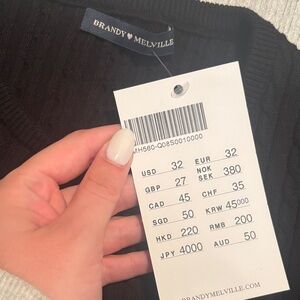 BRANDY ♥ MELVILLE
MH560-Q08S0010000
USD 32 EUR 32
GBP 27 NOK SEK 380
CAD 45 CHF 35
SGD 50 KRW 45000
HKD 220 RMB 200
JPY 4000 AUD 50
BRANDYMELVILLE.COM